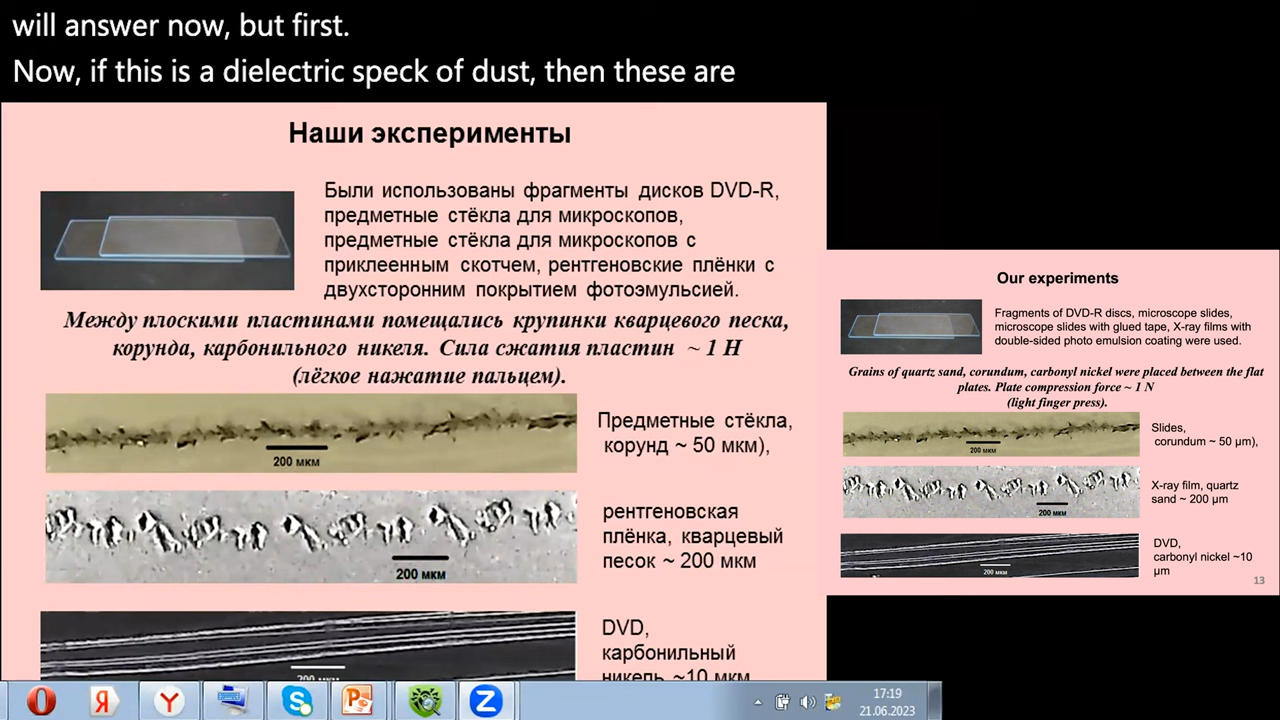 will answer now, but first.
Now, if this is a dielectric speck of dust, then these are
Наши эксперименты
Были использованы фрагменты дисков DVD-R,
предметные стёкла для микроскопов,
предметные стёкла для микроскопов с
приклеенным скотчем, рентгеновские плёнки с
двухсторонним покрытием фотоэмульсией.
Между плоскими пластинами помещались крупинки кварцевого песка,
корунда, карбонильного никеля. Сила сжатия пластин ~ 1 Н
(лёгкое нажатие пальцем).
200 мкм
Предметные стёкла,
корунд ~ 50 мкм),
200 мкм
рентгеновская
плёнка, кварцевый
песок ~ 200 мкм
200 мкм
DVD,
карбонильный
никель ~10 мкм
Our experiments
Fragments of DVD-R discs, microscope slides,
microscope slides with glued tape, X-ray films with
double-sided photo emulsion coating were used.
Grains of quartz sand, corundum, carbonyl nickel were placed between the flat
plates. Plate compression force ~ 1 N
(light finger press).
200 мкм
Slides,
corundum ~ 50 µm),
200 мкм
X-ray film, quartz
sand ~ 200 µm
200 мкм
DVD,
carbonyl nickel ~10
µm
13
17:19
21.06.2023